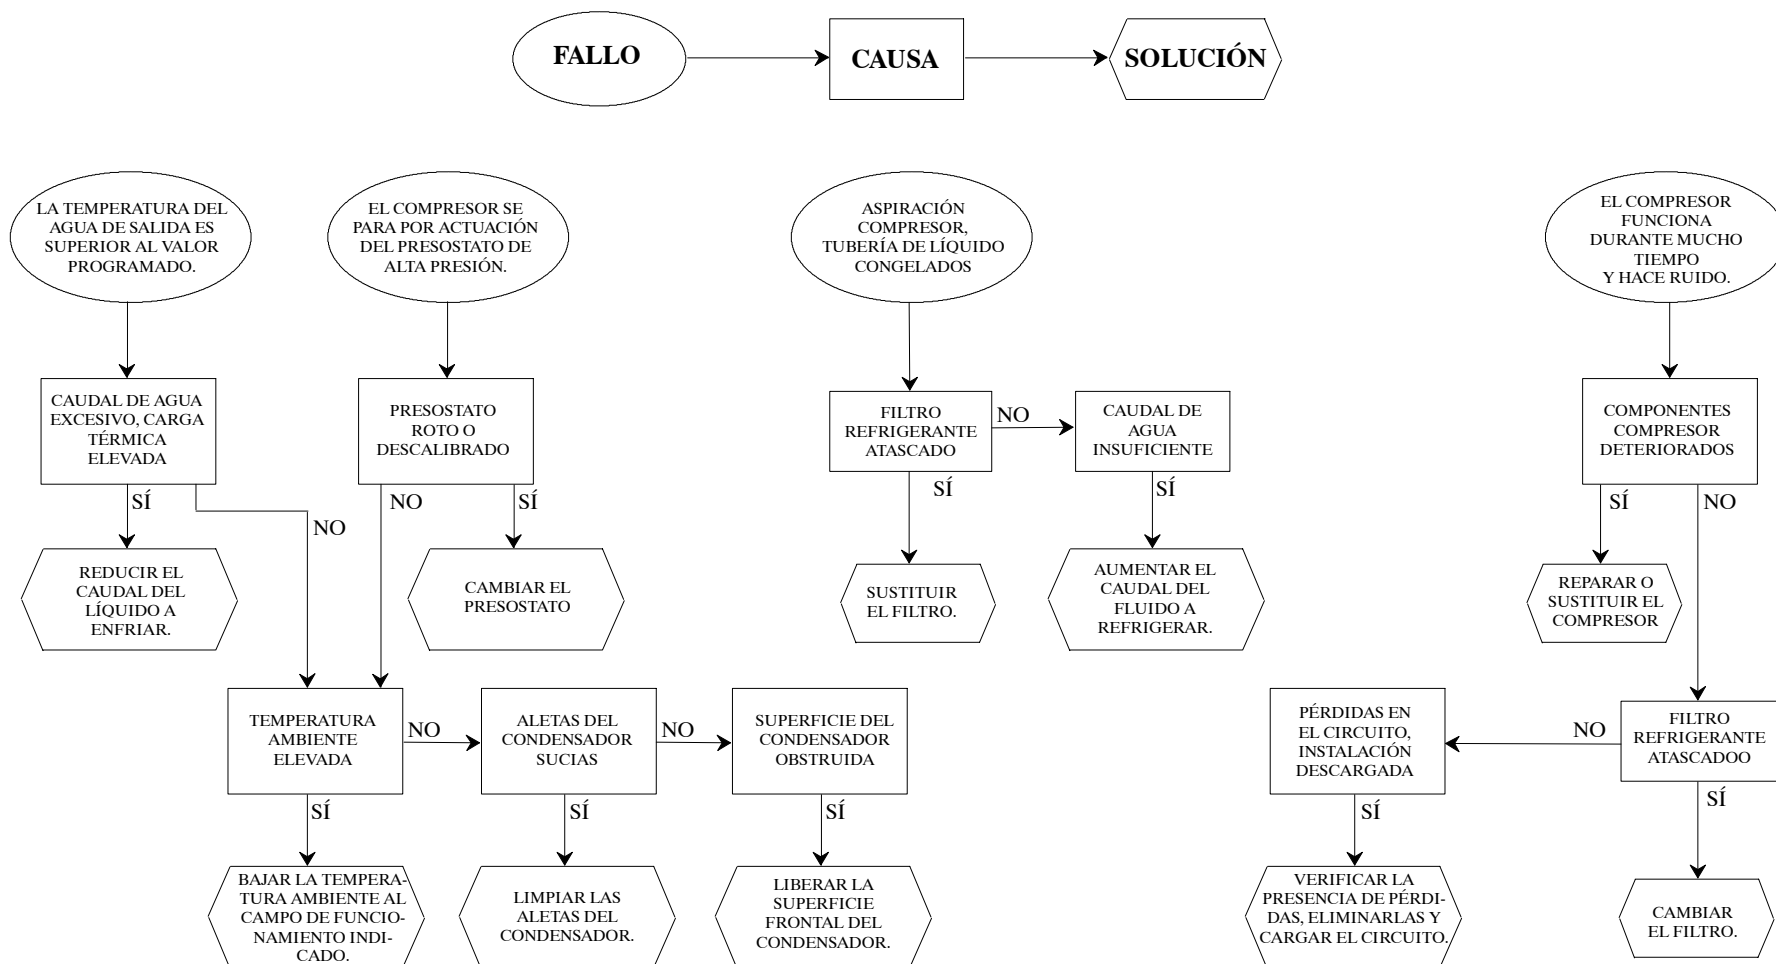 FALLO
CAUSA
SOLUCIÓN
LA TEMPERATURA DEL
AGUA DE SALIDA ES
SUPERIOR AL VALOR
PROGRAMADO.
EL COMPRESOR SE
PARA POR ACTUACIÓN
DEL PRESOSTATO DE
ALTA PRESIÓN.
ASPIRACIÓN
COMPRESOR,
TUBERÍA DE LÍQUIDO
CONGELADOS
EL COMPRESOR
FUNCIONA
DURANTE MUCHO
TIEMPO
Y HACE RUIDO.
CAUDAL DE AGUA
EXCESIVO, CARGA
TÉRMICA
ELEVADA
PRESOSTATO
ROTO O
DESCALIBRADO
FILTRO
REFRIGERANTE
ATASCADO
NO
CAUDAL DE
AGUA
INSUFICIENTE
COMPONENTES
COMPRESOR
DETERIORADOS
SÍ
NO
NO
SÍ
SÍ
SÍ
SÍ
NO
REDUCIR EL
CAUDAL DEL
LÍQUIDO A
ENFRIAR.
CAMBIAR EL
PRESOSTATO
SUSTITUIR
EL FILTRO.
AUMENTAR EL
CAUDAL DEL
FLUIDO A
REFRIGERAR.
REPARAR O
SUSTITUIR EL
COMPRESOR
TEMPERATURA
AMBIENTE
ELEVADA
NO
ALETAS DEL
CONDENSADOR
SUCIAS
NO
SUPERFICIE DEL
CONDENSADOR
OBSTRUIDA
PÉRDIDAS EN
EL CIRCUITO,
INSTALACIÓN
DESCARGADA
NO
FILTRO
REFRIGERANTE
ATASCADOO
SÍ
SÍ
SÍ
SÍ
SÍ
BAJAR LA TEMPERA-
TURA AMBIENTE AL
CAMPO DE FUNCIO-
NAMIENTO INDI-
CADO.
LIMPIAR LAS
ALETAS DEL
CONDENSADOR.
LIBERAR LA
SUPERFICIE
FRONTAL DEL
CONDENSADOR.
VERIFICAR LA
PRESENCIA DE PÉRDI-
DAS, ELIMINARLAS Y
CARGAR EL CIRCUITO.
CAMBIAR
EL FILTRO.